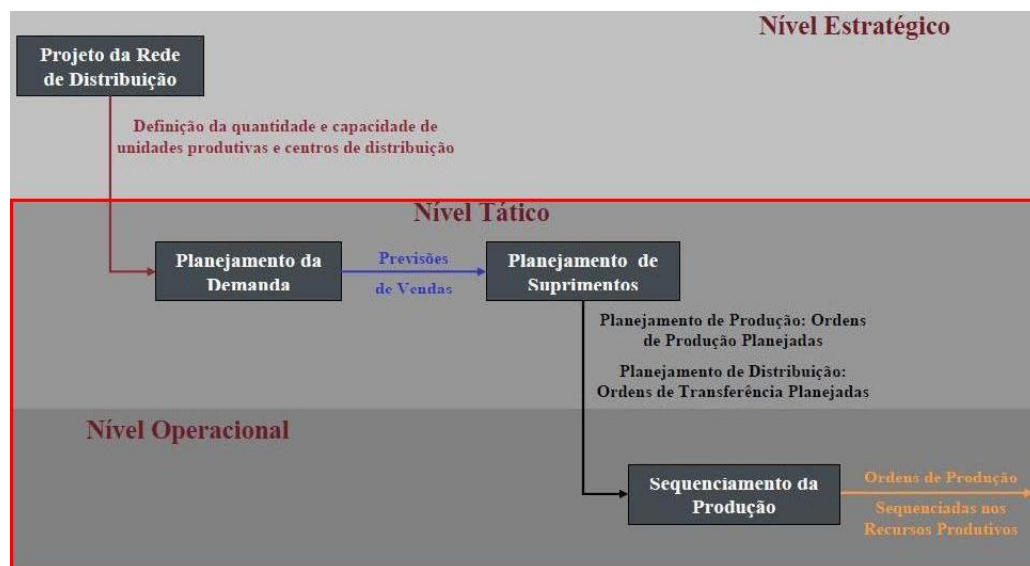 Nível Estratégico
Projeto da Rede
de Distribuição
Definição da quantidade e capacidade de
unidades produtivas e centros de distribuição
Nível Tático
Planejamento da
Demanda
Previsões
de Vendas
Planejamento de
Suprimentos
Planejamento de Produção: Ordens
de Produção Planejadas
Planejamento de Distribuição:
Ordens de Transferência Planejadas
Nível Operacional
Sequenciamento da
Produção
Ordens de Produção
Sequenciadas nos
Recursos Produtivos